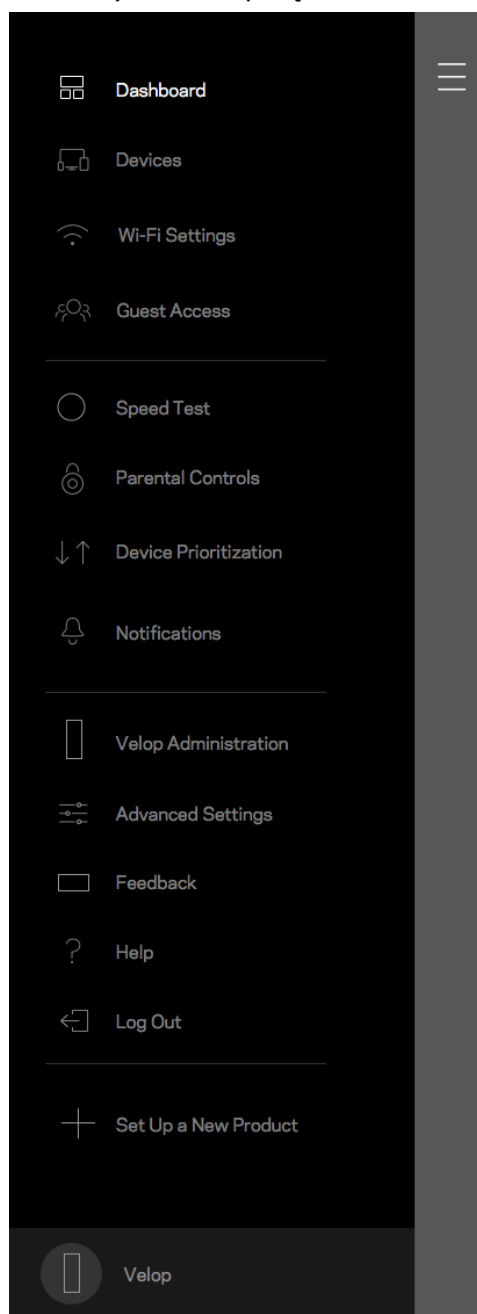 Dashboard
Devices
Wi-Fi Settings
Guest Access
Speed Test
Parental Controls
Device Prioritization
Notifications
Velop Administration
Advanced Settings
Feedback
Help
Log Out
Set Up a New Product
Velop